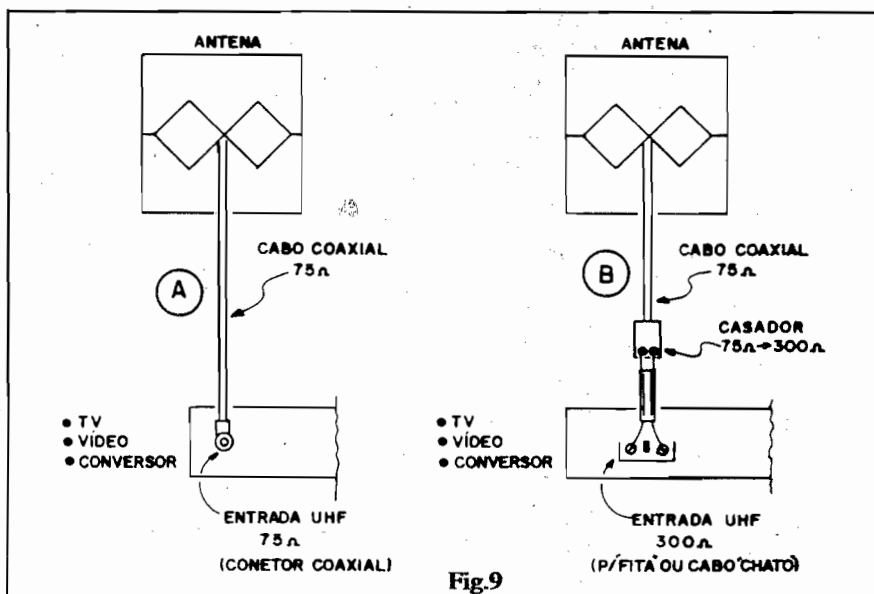 ANTENA
CABO COAXIAL
75Ω
A
• TV
• VÍDEO
• CONVERSOR
ENTRADA UHF
75Ω
(CONETOR COAXIAL)
ANTENA
CABO COAXIAL
75Ω
B
CASADOR
75Ω→300Ω
• TV
• VÍDEO
• CONVERSOR
ENTRADA UHF
300Ω
(P/"FITA" OU CABO "CHATO")
Fig.9